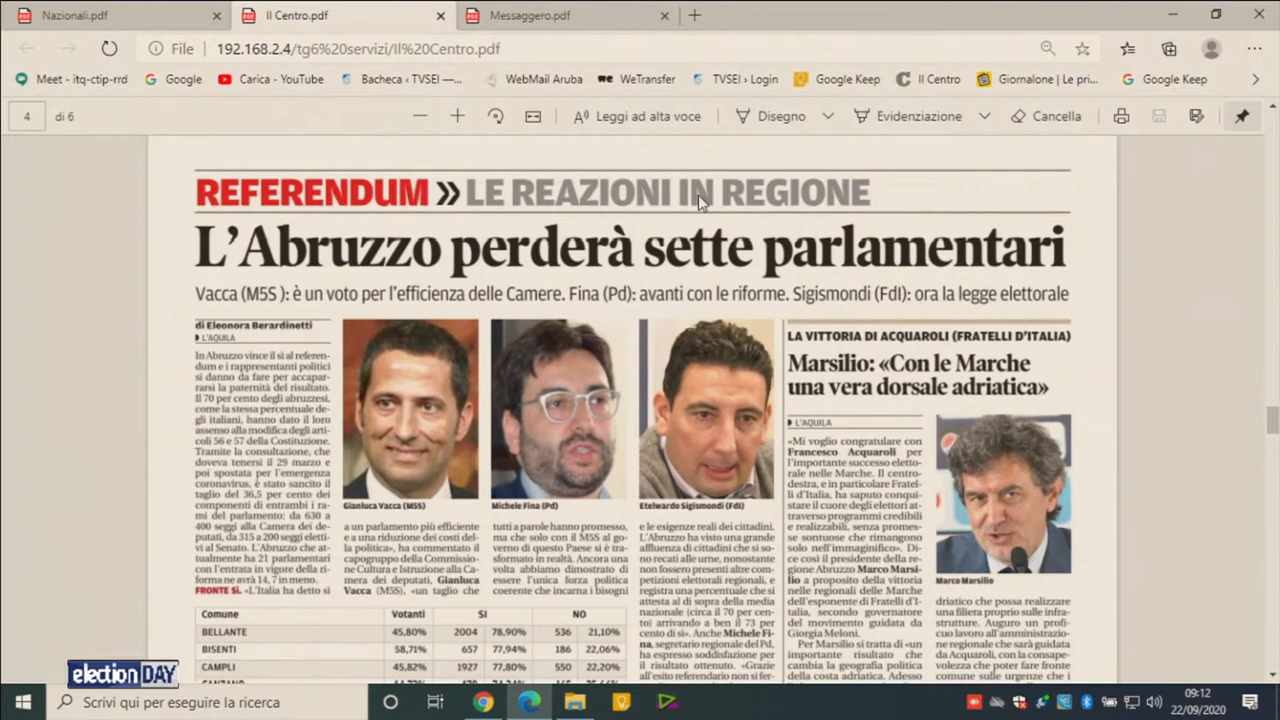 Nazionali.pdf
Il Centro.pdf
Messaggero.pdf
File
192.168.2.4/tg6%20servizi/Il%20Centro.pdf
Meet - itq-ctip-rrd
Google
Carica - YouTube
Bacheca ‹ TVSEI —...
WebMail Aruba
WeTransfer
TVSEI › Login
Google Keep
Il Centro
Giornalone | Le pri...
Google Keep
4
di 6
Leggi ad alta voce
Disegno
Evidenziazione
Cancella
REFERENDUM » LE REAZIONI IN REGIONE
L'Abruzzo perderà sette parlamentari
Vacca (M5S ): è un voto per l'efficienza delle Camere. Fina (Pd): avanti con le riforme. Sigismondi (FdI): ora la legge elettorale
di Eleonora Berardinetti
L'AQUILA
In Abruzzo vince il sì al referen-
dum e i rappresentanti politici
si danno da fare per accapar-
rarsi la paternità del risultato.
Il 70 per cento degli abruzzesi,
come la stessa percentuale de-
gli italiani, hanno dato il loro
assenso alla modifica degli arti-
coli 56 e 57 della Costituzione.
Tramite la consultazione, che
doveva tenersi il 29 marzo e
poi spostata per l'emergenza
coronavirus, è stato sancito il
taglio del 36,5 per cento dei
componenti di entrambi i ra-
mi del parlamento: da 630 a
400 seggi alla Camera dei de-
putati, da 315 a 200 seggi eletti-
vi al Senato. L'Abruzzo che at-
tualmente ha 21 parlamentari
con l'entrata in vigore della ri-
forma ne avrà 14, 7 in meno.
FRONTE SÌ. «L'Italia ha detto sì
Gianluca Vacca (M5S)
a un parlamento più efficiente
e a una riduzione dei costi del-
la politica», ha commentato il
capogruppo della Commissio-
ne Cultura e Istruzione alla Ca-
mera dei deputati, Gianluca
Vacca (M5S), «un taglio che
Michele Fina (Pd)
tutti a parole hanno promesso,
ma che solo con il M5S al go-
verno di questo Paese si è tra-
sformato in realtà. Ancora una
volta abbiamo dimostrato di
essere l'unica forza politica
coerente che incarna i bisogni
Etelwardo Sigismondi (FdI)
e le esigenze reali dei cittadini.
L'Abruzzo ha visto una grande
affluenza di cittadini che si so-
no recati alle urne, nonostante
non fossero presenti altre com-
petizioni elettorali regionali, e
registra una percentuale che si
attesta al di sopra della media
nazionale (circa il 70 per cen-
to) arrivando a ben il 73 per
cento di sì». Anche Michele Fi-
na, segretario regionale del Pd,
ha espresso soddisfazione per
il risultato ottenuto. «Grazie
all'esito referendario non si fer-
Comune Votanti SI NO
BELLANTE 45,80% 2004 78,90% 536 21,10%
BISENTI 58,71% 657 77,94% 186 22,06%
CAMPLI 45,82% 1927 77,80% 550 22,20%
LA VITTORIA DI ACQUAROLI (FRATELLI D'ITALIA)
Marsilio: «Con le Marche
una vera dorsale adriatica»
L'AQUILA
«Mi voglio congratulare con
Francesco Acquaroli per
l'importante successo eletto-
rale nelle Marche. Il centro-
destra, e in particolare Fratel-
li d'Italia, ha saputo conqui-
stare il cuore degli elettori at-
traverso programmi credibili
e realizzabili, senza promes-
se sontuose che rimangono
solo nell'immaginifico». Di-
ce così il presidente della re-
gione Abruzzo Marco Marsi-
lio a proposito della vittoria
nelle regionali delle Marche
dell'esponente di Fratelli d'I-
talia, secondo governatore
del movimento guidato da
Giorgia Meloni.
Per Marsilio si tratta di «un
importante risultato che
cambia la geografia politica
della costa adriatica. Adesso
Marco Marsilio
driatico che possa realizzare
una filiera proprio sulle infra-
strutture. Auguro un profi-
cuo lavoro all'amministrazio-
ne regionale che sarà guidata
da Acquaroli, con la consape-
volezza che poter fare fronte
comune sulle urgenze che i
election DAY
Scrivi qui per eseguire la ricerca
09:12
22/09/2020